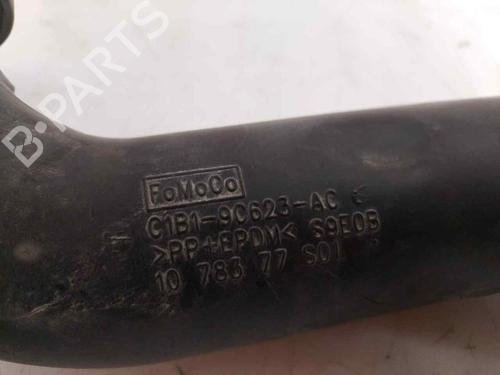 B-PARTS
FoMoCo
C1B1-9C623-AC
>PP+EPDM< S9E0B
10 783 77 S01